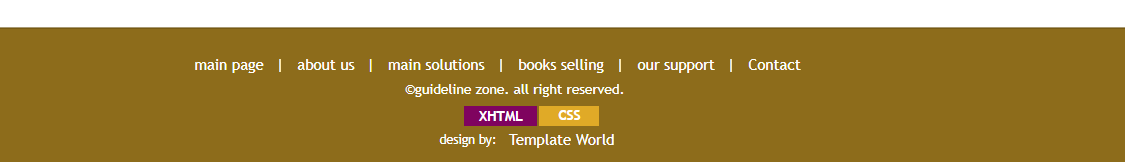 main page | about us | main solutions | books selling | our support | Contact
©guideline zone. all right reserved.
XHTML CSS
design by: Template World